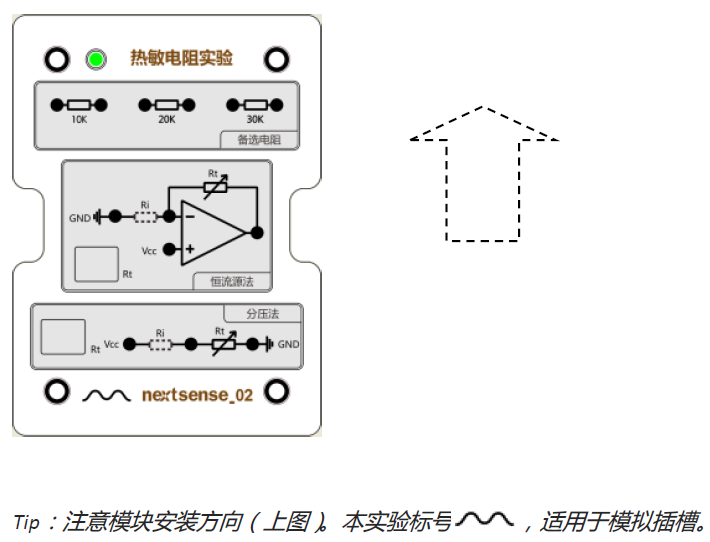 热敏电阻实验
10K 20K 30K
备选电阻
Rt
Ri
GND
Vcc
Rt
恒流源法
分压法
Ri Rt
Rt Vcc GND
nextsense_02
Tip：注意模块安装方向（上图）。本实验标号 ，适用于模拟插槽。